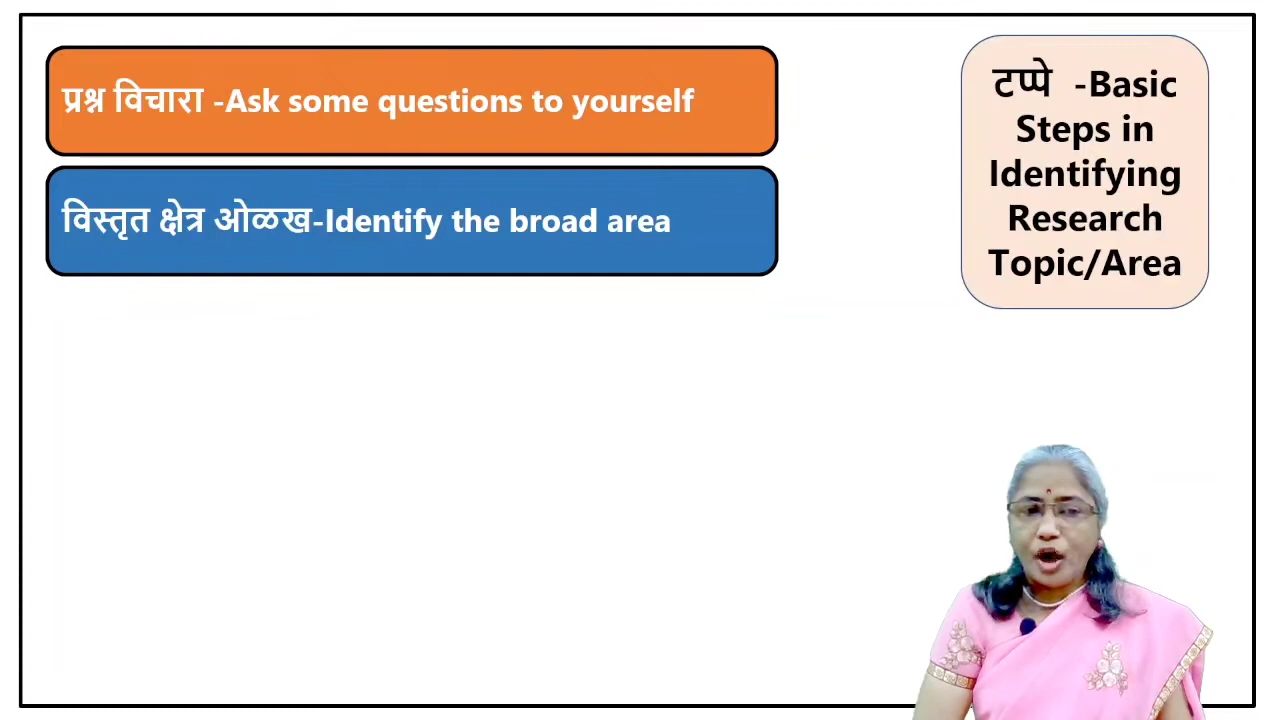 प्रश्न विचारा -Ask some questions to yourself
विस्तृत क्षेत्र ओळख-Identify the broad area
टप्पे -Basic
Steps in
Identifying
Research
Topic/Area